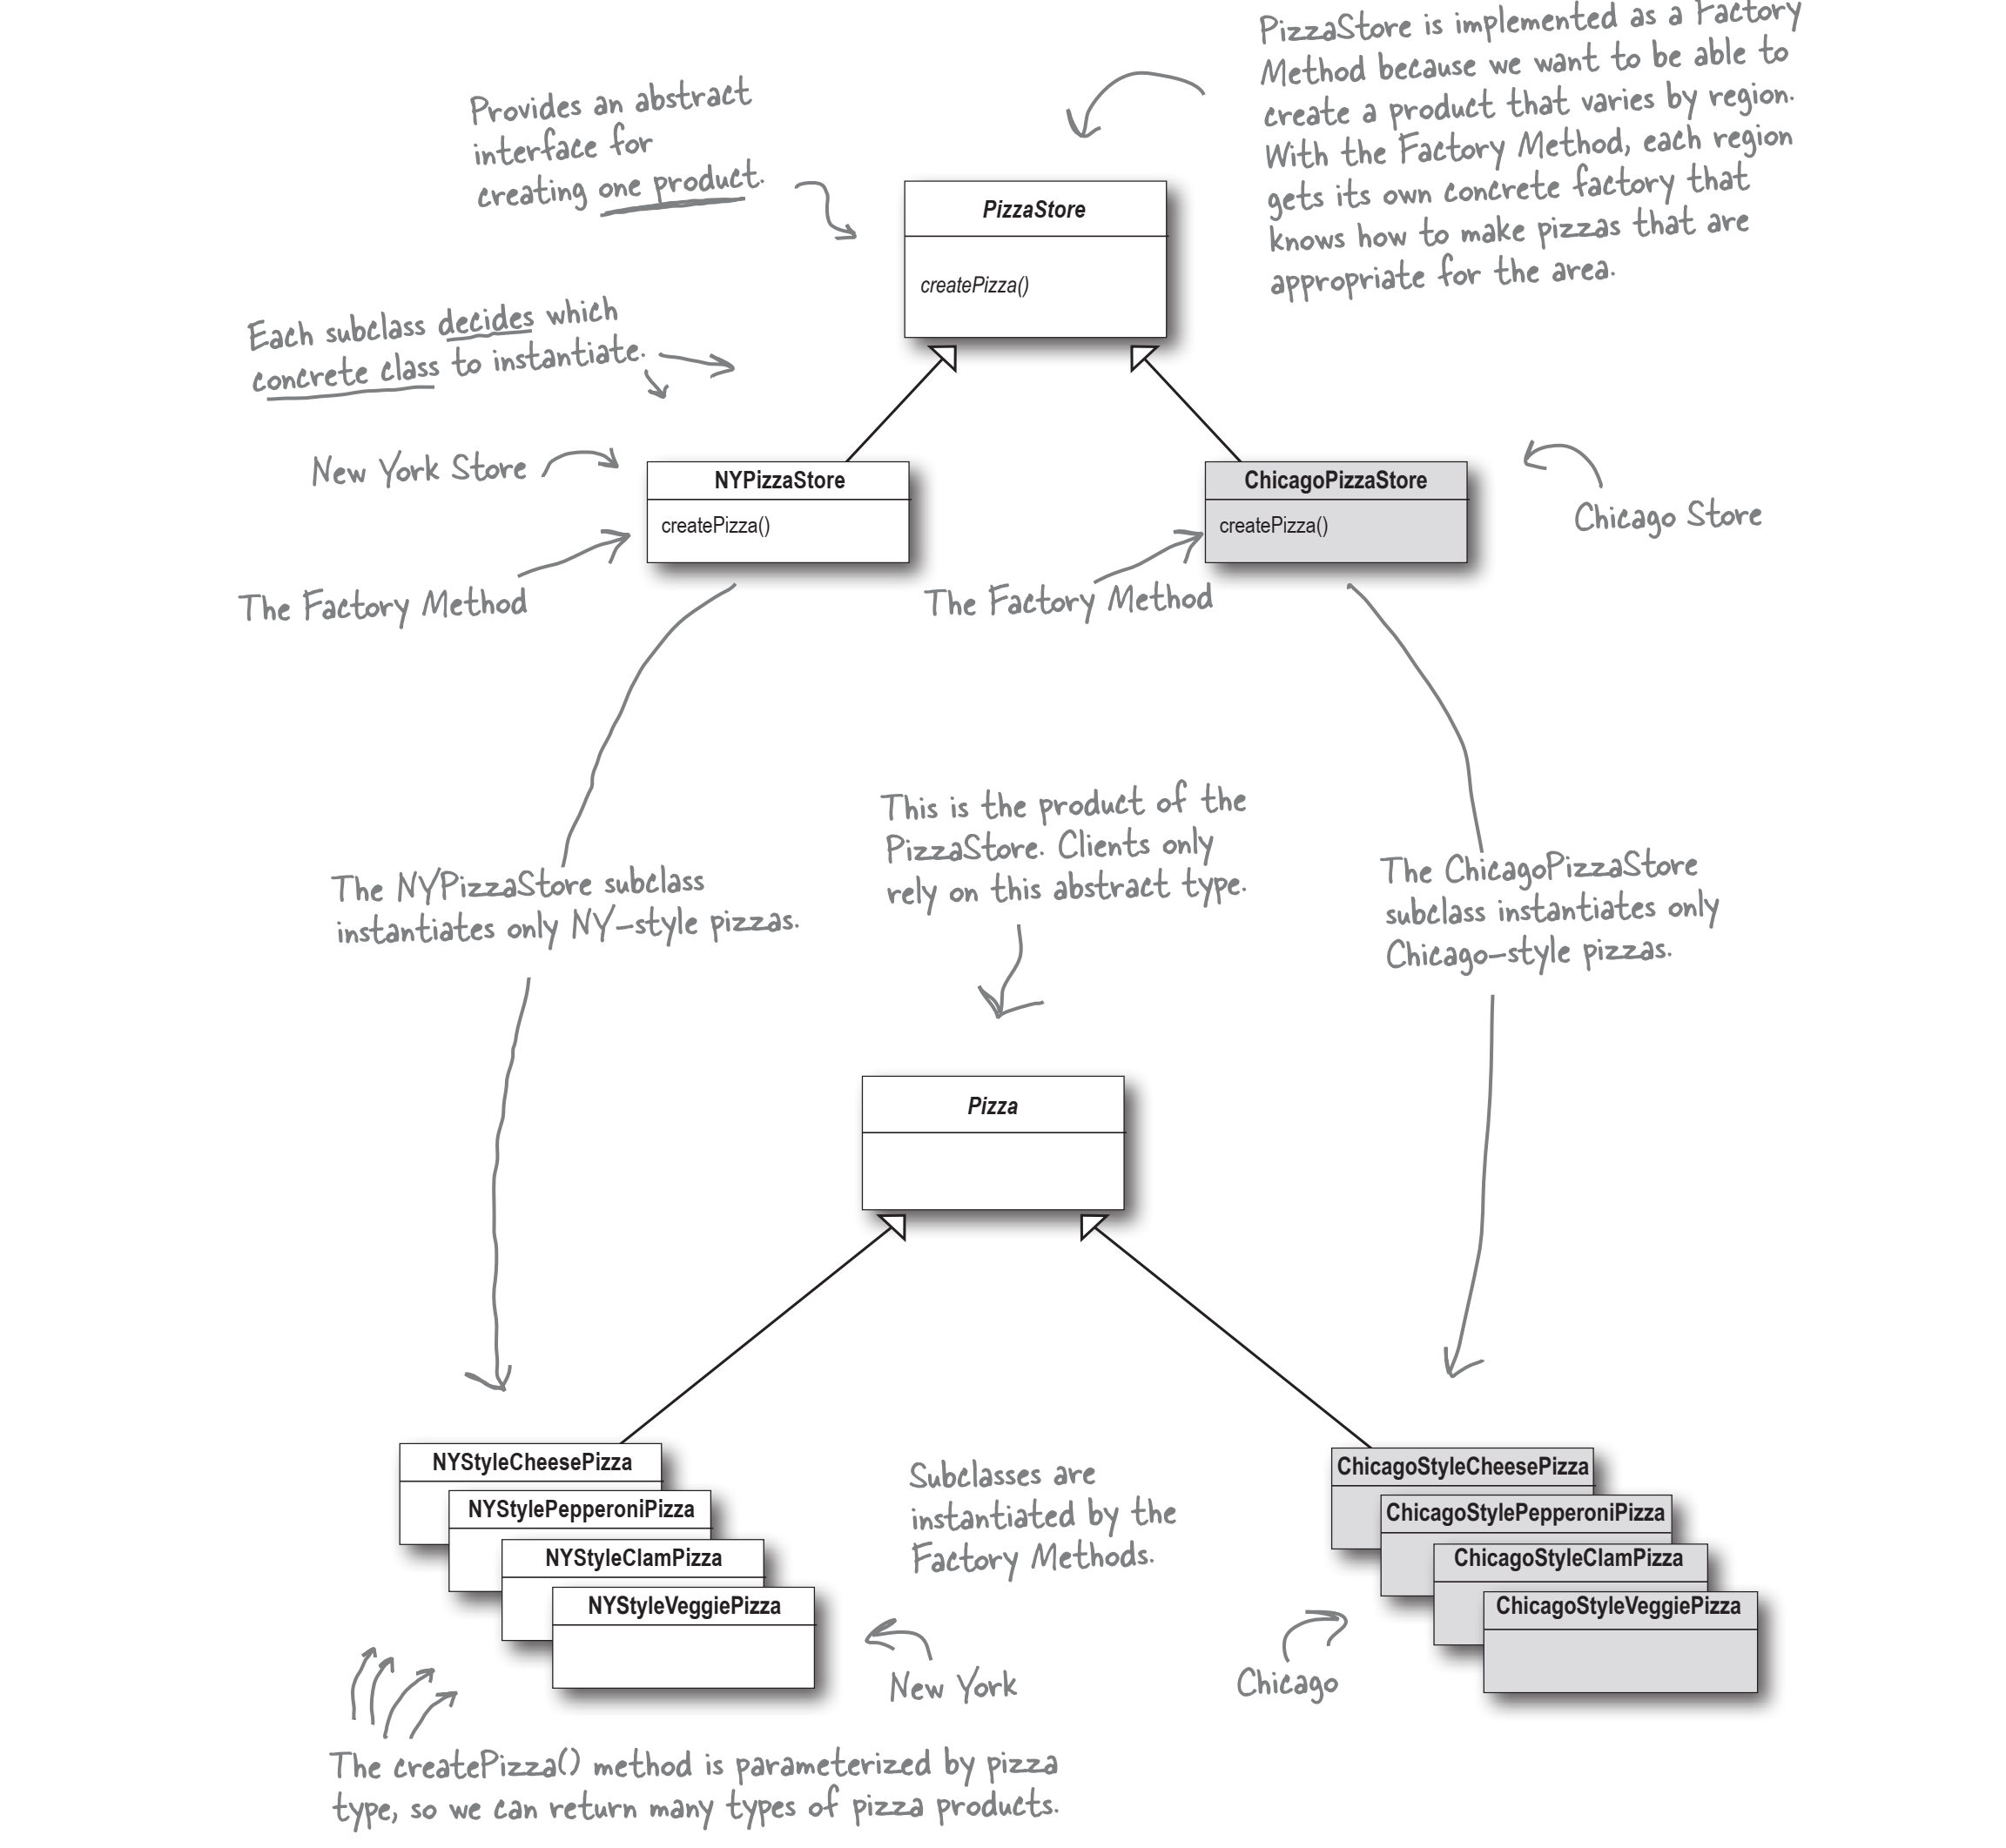 PizzaStore is implemented as a Factory
Method because we want to be able to
create a product that varies by region.
With the Factory Method, each region
gets its own concrete factory that
knows how to make pizzas that are
appropriate for the area.
Provides an abstract
interface for
creating one product.
PizzaStore
createPizza()
Each subclass decides which
concrete class to instantiate.
New York Store
NYPizzaStore
createPizza()
The Factory Method
ChicagoPizzaStore
createPizza()
Chicago Store
The Factory Method
The NYPizzaStore subclass
instantiates only NY-style pizzas.
This is the product of the
PizzaStore. Clients only
rely on this abstract type.
The ChicagoPizzaStore
subclass instantiates only
Chicago-style pizzas.
Pizza
NYStyleCheesePizza
NYStylePepperoniPizza
NYStyleClamPizza
NYStyleVeggiePizza
Subclasses are
instantiated by the
Factory Methods.
ChicagoStyleCheesePizza
ChicagoStylePepperoniPizza
ChicagoStyleClamPizza
ChicagoStyleVeggiePizza
New York
Chicago
The createPizza() method is parameterized by pizza
type, so we can return many types of pizza products.